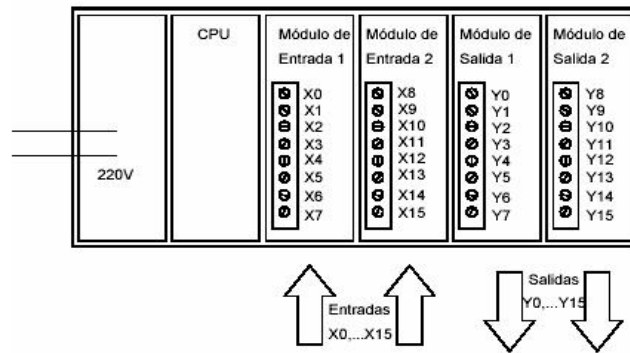 220V
CPU
Módulo de
Entrada 1
X0
X1
X2
X3
X4
X5
X6
X7
Módulo de
Entrada 2
X8
X9
X10
X11
X12
X13
X14
X15
Módulo de
Salida 1
Y0
Y1
Y2
Y3
Y4
Y5
Y6
Y7
Módulo de
Salida 2
Y8
Y9
Y10
Y11
Y12
Y13
Y14
Y15
Entradas
X0,...X15
Salidas
Y0,...Y15